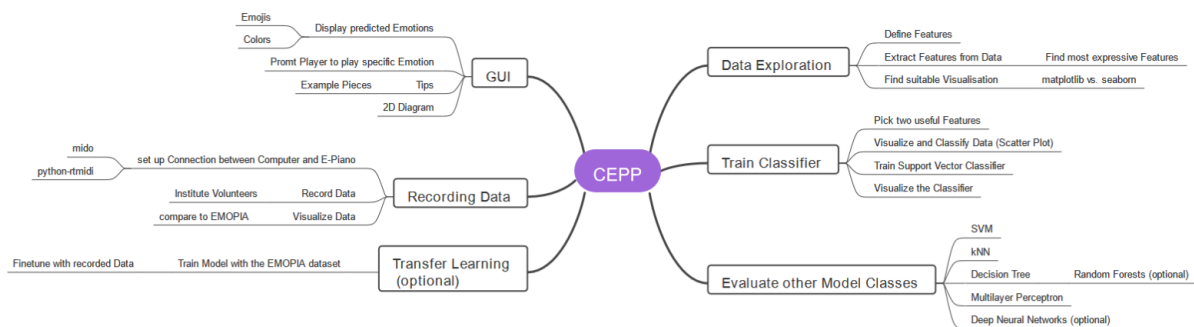 CEPP
GUI
Display predicted Emotions
Emojis
Colors
Promt Player to play specific Emotion
Tips
Example Pieces
2D Diagram
Recording Data
set up Connection between Computer and E-Piano
mido
python-rtmidi
Record Data
Institute Volunteers
Visualize Data
compare to EMOPIA
Transfer Learning
(optional)
Train Model with the EMOPIA dataset
Finetune with recorded Data
Data Exploration
Define Features
Extract Features from Data
Find most expressive Features
Find suitable Visualisation
matplotlib vs. seaborn
Train Classifier
Pick two useful Features
Visualize and Classify Data (Scatter Plot)
Train Support Vector Classifier
Visualize the Classifier
Evaluate other Model Classes
SVM
kNN
Decision Tree
Random Forests (optional)
Multilayer Perceptron
Deep Neural Networks (optional)